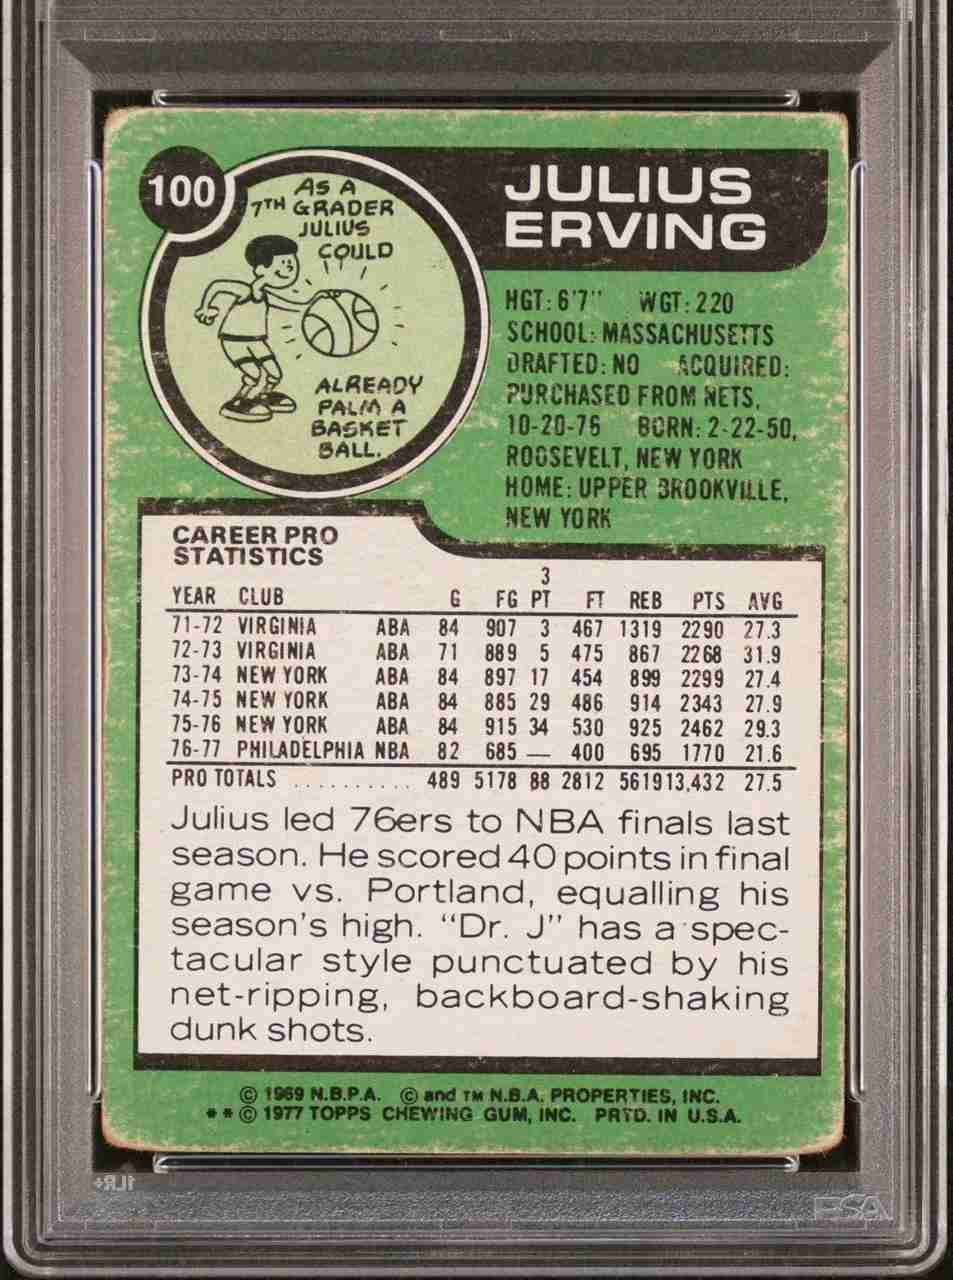 100
AS A
7TH GRADER
JULIUS
COULD
ALREADY
PALM A
BASKET
BALL.
JULIUS
ERVING
HGT: 6'7" WGT: 220
SCHOOL: MASSACHUSETTS
DRAFTED: NO ACQUIRED:
PURCHASED FROM NETS,
10-20-76 BORN: 2-22-50,
ROOSEVELT, NEW YORK
HOME: UPPER BROOKVILLE,
NEW YORK
CAREER PRO
STATISTICS
YEAR CLUB G FG 3 PT FT REB PTS AVG
71-72 VIRGINIA ABA 84 907 3 467 1319 2290 27.3
72-73 VIRGINIA ABA 71 889 5 475 867 2268 31.9
73-74 NEW YORK ABA 84 897 17 454 899 2299 27.4
74-75 NEW YORK ABA 84 885 29 486 914 2343 27.9
75-76 NEW YORK ABA 84 915 34 530 925 2462 29.3
76-77 PHILADELPHIA NBA 82 685 — 400 695 1770 21.6
PRO TOTALS .......... 489 5178 88 2812 5619 13,432 27.5
Julius led 76ers to NBA finals last
season. He scored 40 points in final
game vs. Portland, equalling his
season's high. "Dr. J" has a spec-
tacular style punctuated by his
net-ripping, backboard-shaking
dunk shots.
© 1969 N.B.P.A. © and TM N.B.A. PROPERTIES, INC.
** © 1977 TOPPS CHEWING GUM, INC. PRTD. IN U.S.A.
PSA